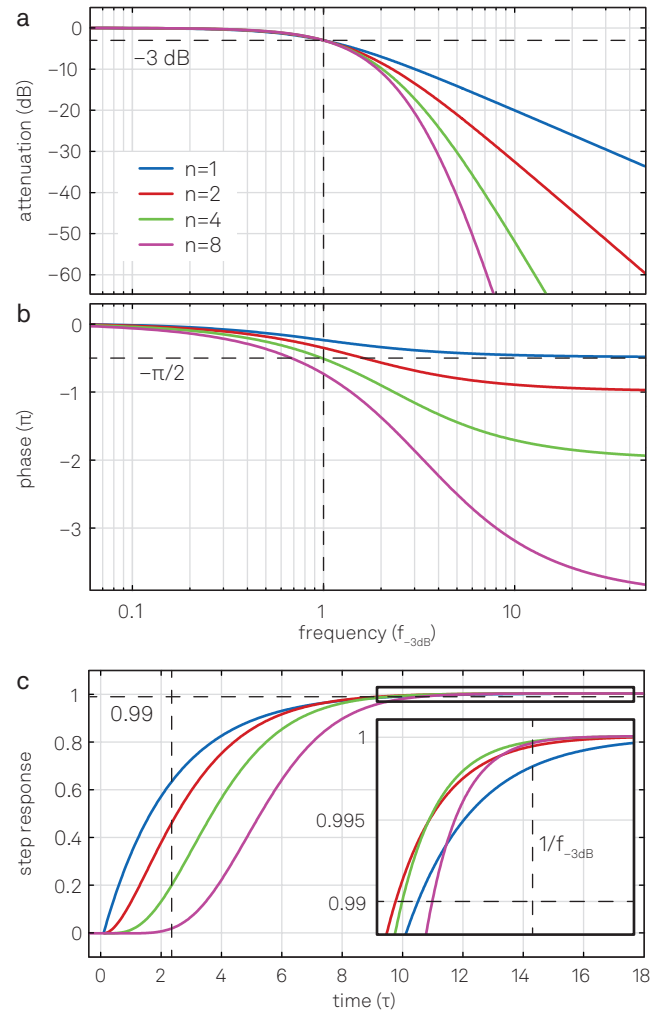 a
0
−10
−20
−30
−40
−50
−60
attenuation (dB)
−3 dB
n=1
n=2
n=4
n=8
b
0
−1
−2
−3
phase (π)
−π/2
0.1
1
10
frequency (f−3dB)
c
1
0.8
0.6
0.4
0.2
0
step response
0.99
1
0.995
0.99
1/f−3dB
0
2
4
6
8
10
12
14
16
18
time (τ)